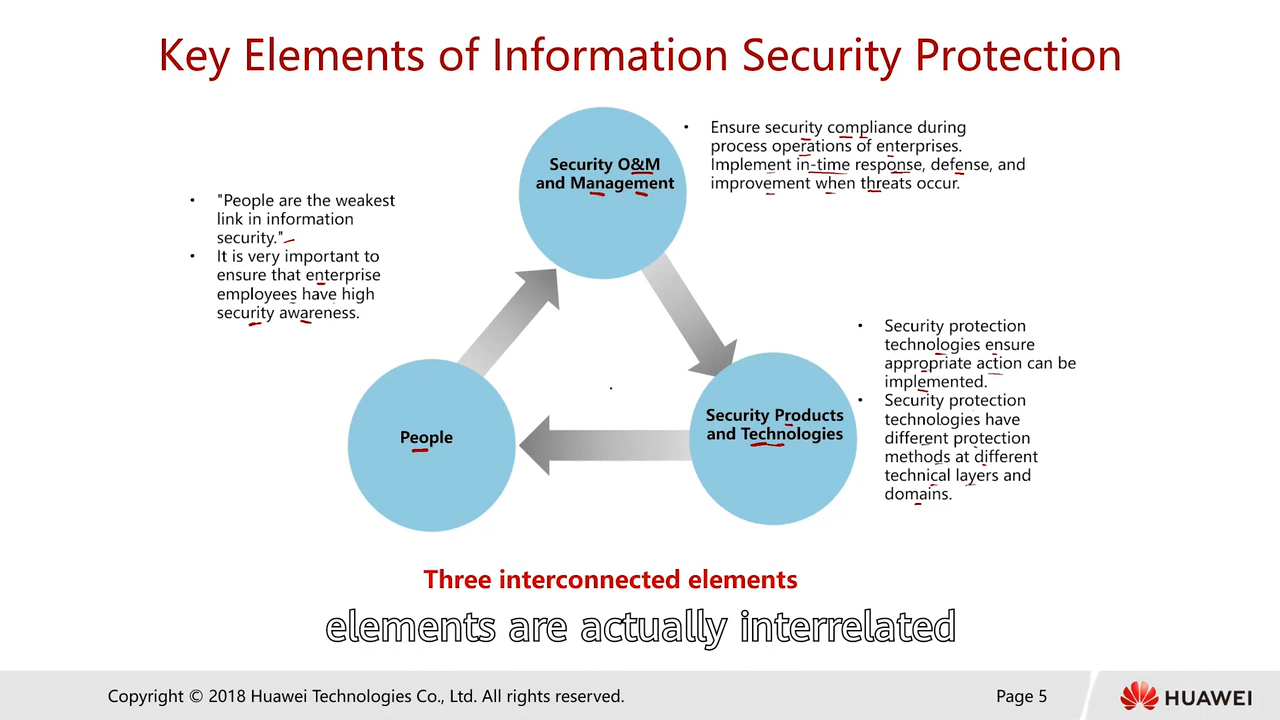 Key Elements of Information Security Protection
Security O&M
and Management
• Ensure security compliance during
process operations of enterprises.
Implement in-time response, defense, and
improvement when threats occur.
• "People are the weakest
link in information
security."
• It is very important to
ensure that enterprise
employees have high
security awareness.
People
Security Products
and Technologies
• Security protection
technologies ensure
appropriate action can be
implemented.
• Security protection
technologies have
different protection
methods at different
technical layers and
domains.
Three interconnected elements
elements are actually interrelated
Copyright © 2018 Huawei Technologies Co., Ltd. All rights reserved.
Page 5
HUAWEI